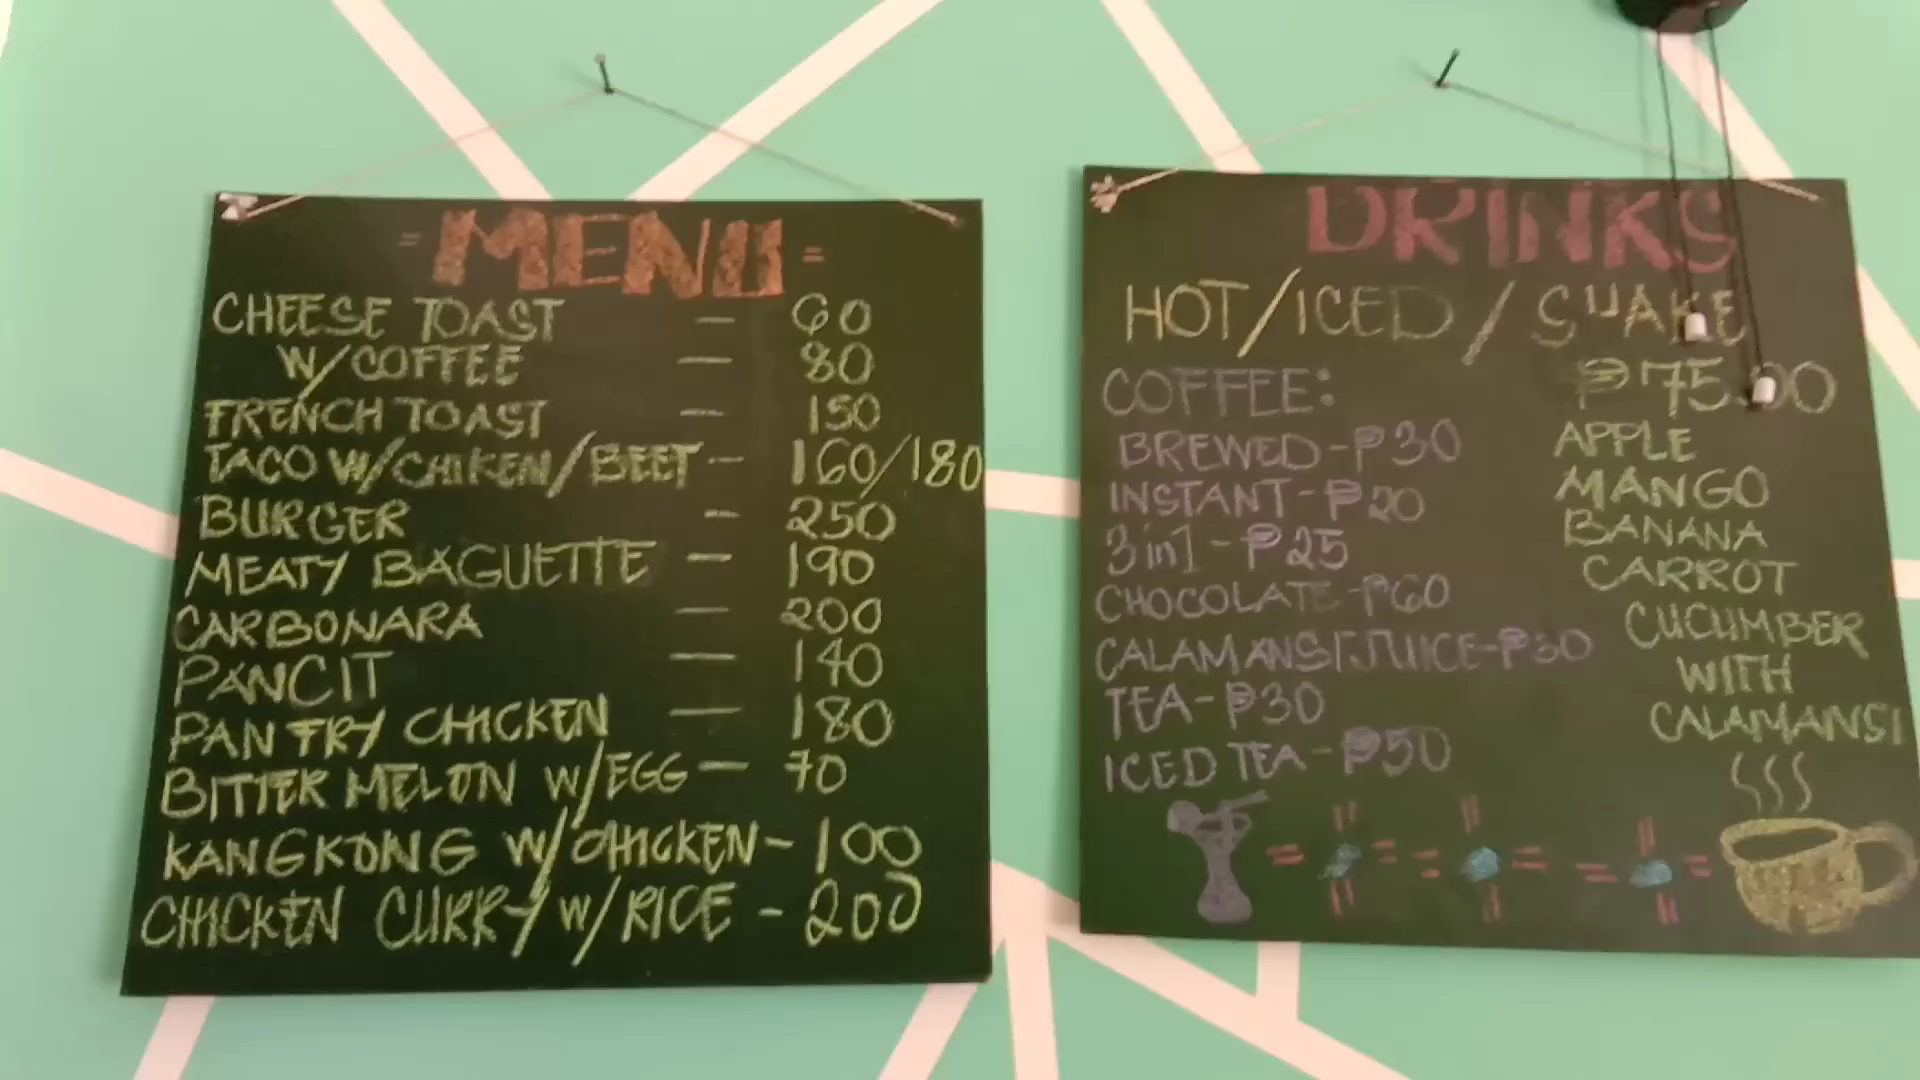 = MENU =
CHEESE TOAST — 60
W/COFFEE — 80
FRENCH TOAST — 150
TACO W/CHIKEN/BEEF — 160/180
BURGER — 250
MEATY BAGUETTE — 190
CARBONARA — 200
PANCIT — 140
PAN FRY CHICKEN — 180
BITTER MELON W/EGG — 70
KANGKONG W/CHICKEN - 100
CHICKEN CURRY W/RICE - 200
DRINKS
HOT/ICED/SHAKE
COFFEE:
BREWED - ₱30
INSTANT - ₱20
3 in 1 - ₱25
CHOCOLATE - ₱60
CALAMANSI JUICE - ₱30
TEA - ₱30
ICED TEA - ₱50
₱75.00
APPLE
MANGO
BANANA
CARROT
CUCUMBER
WITH
CALAMANSI